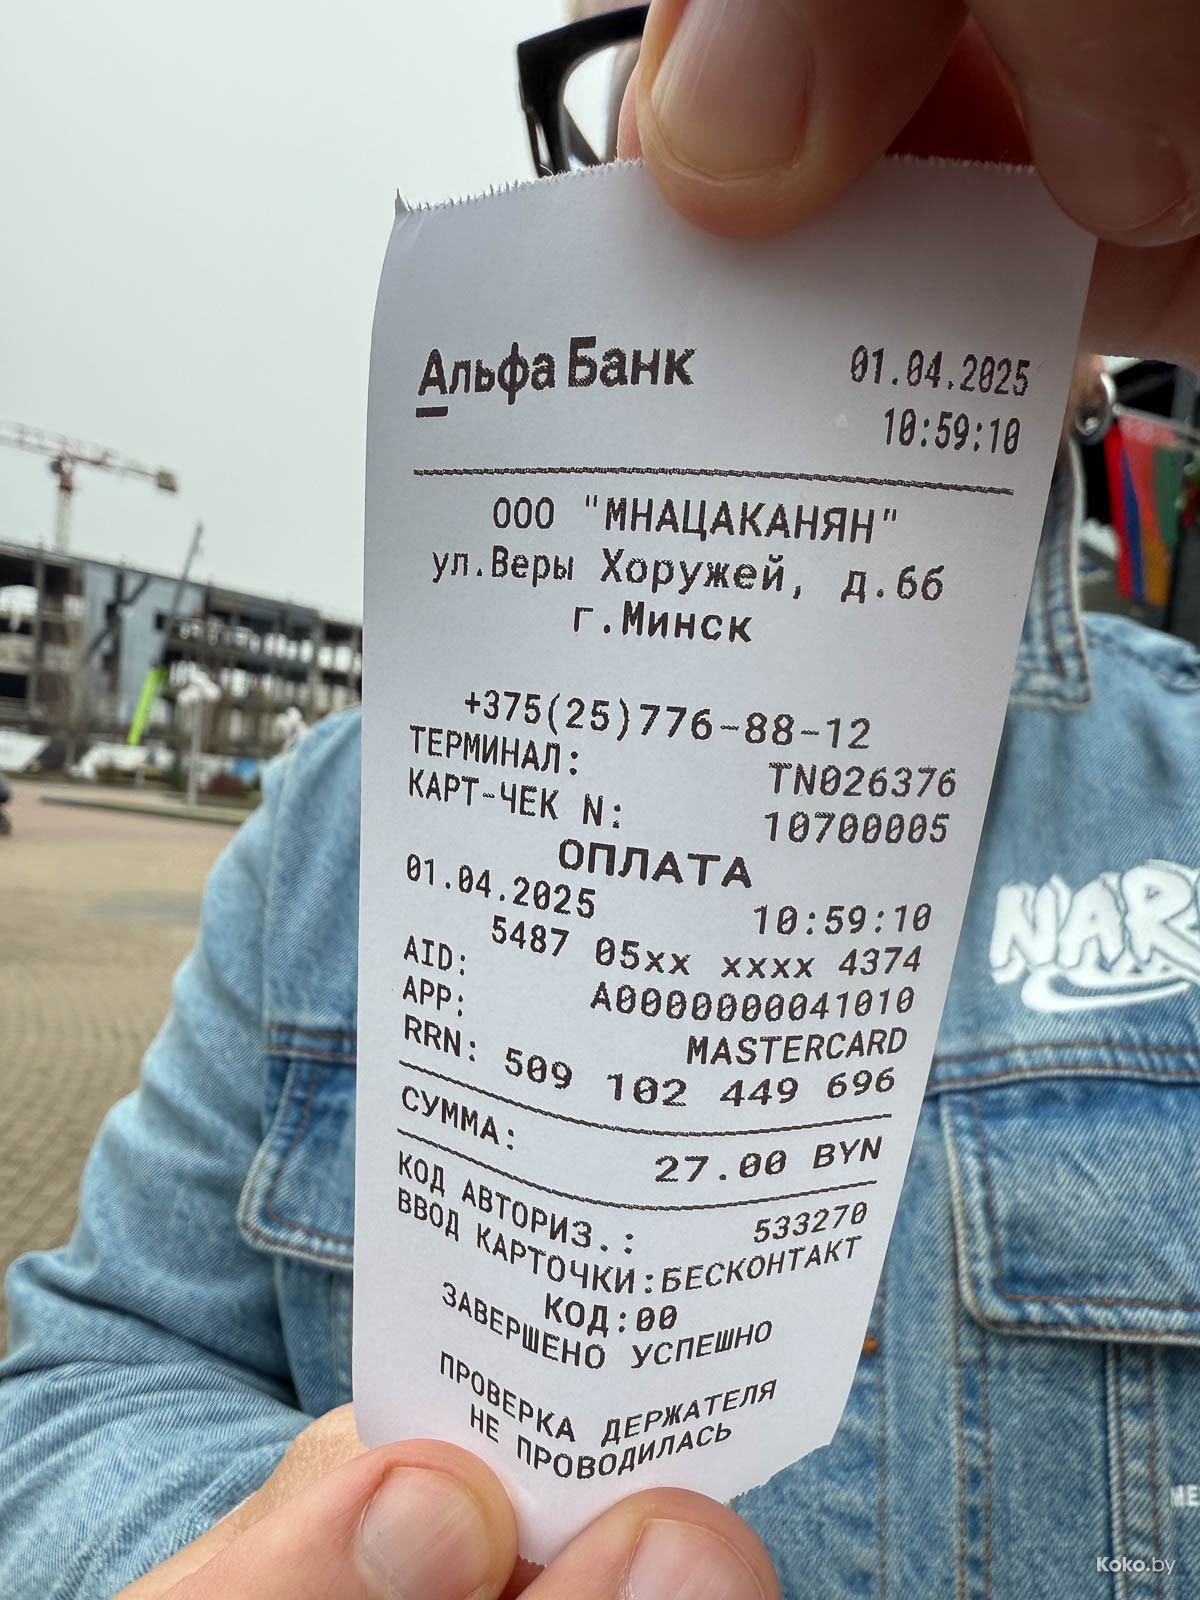 Альфа Банк
01.04.2025
10:59:10
ООО "МНАЦАКАНЯН"
ул.Веры Хоружей, д.6б
г.Минск
+375(25)776-88-12
ТЕРМИНАЛ: TN026376
КАРТ-ЧЕК N: 10700005
ОПЛАТА
01.04.2025 10:59:10
5487 05xx xxxx 4374
AID: A0000000041010
APP: MASTERCARD
RRN: 509 102 449 696
СУММА: 27.00 BYN
КОД АВТОРИЗ.: 533270
ВВОД КАРТОЧКИ:БЕСКОНТАКТ
КОД:00
ЗАВЕРШЕНО УСПЕШНО
ПРОВЕРКА ДЕРЖАТЕЛЯ
НЕ ПРОВОДИЛАСЬ
Koko.by